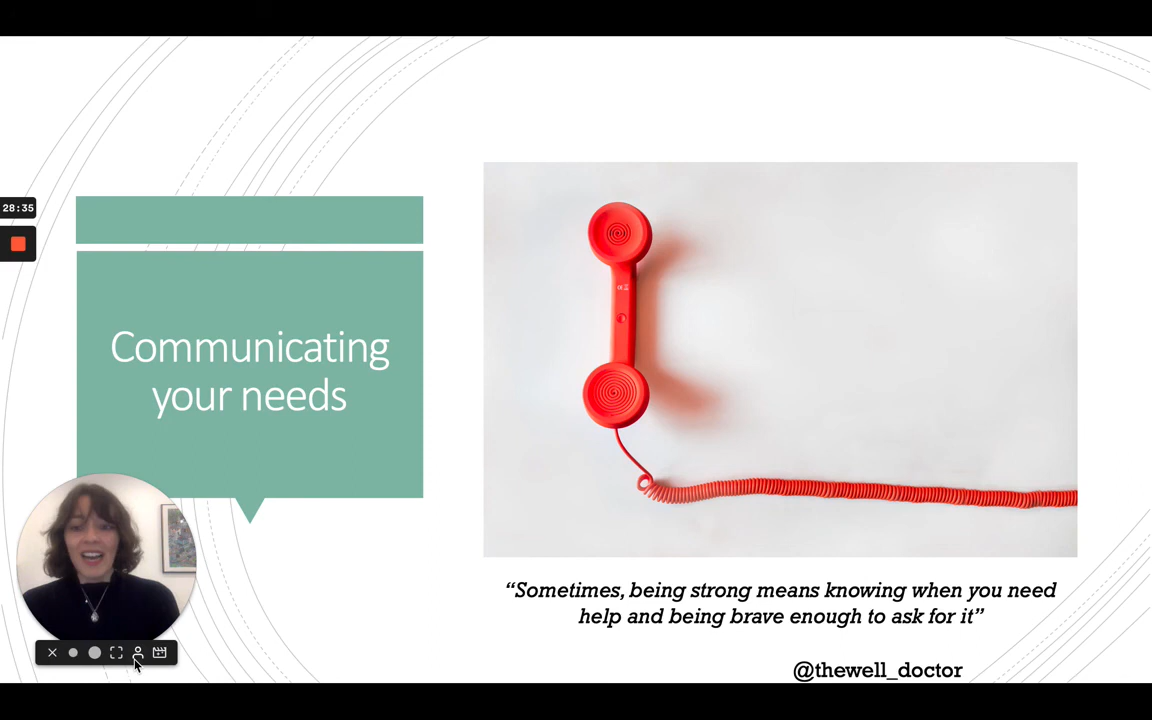 28:35
Communicating
your needs
“Sometimes, being strong means knowing when you need
help and being brave enough to ask for it”
@thewell_doctor